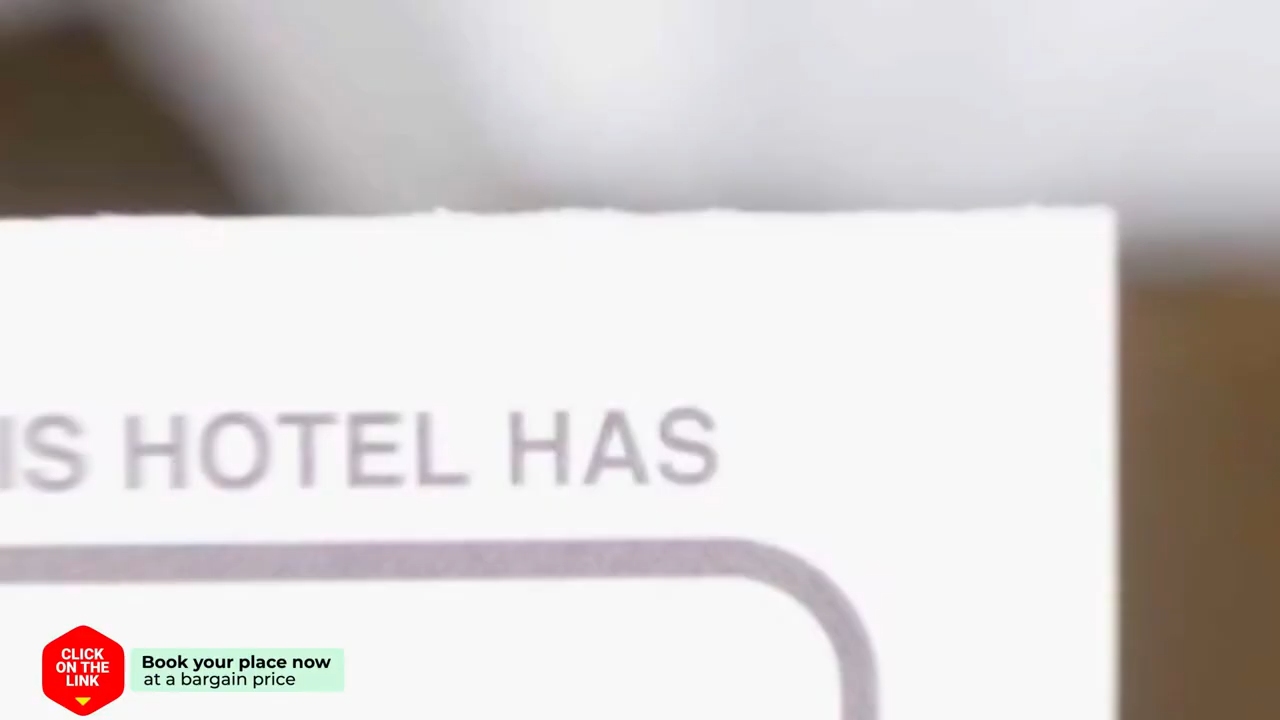 IS HOTEL HAS
CLICK
ON THE
LINK
Book your place now
at a bargain price